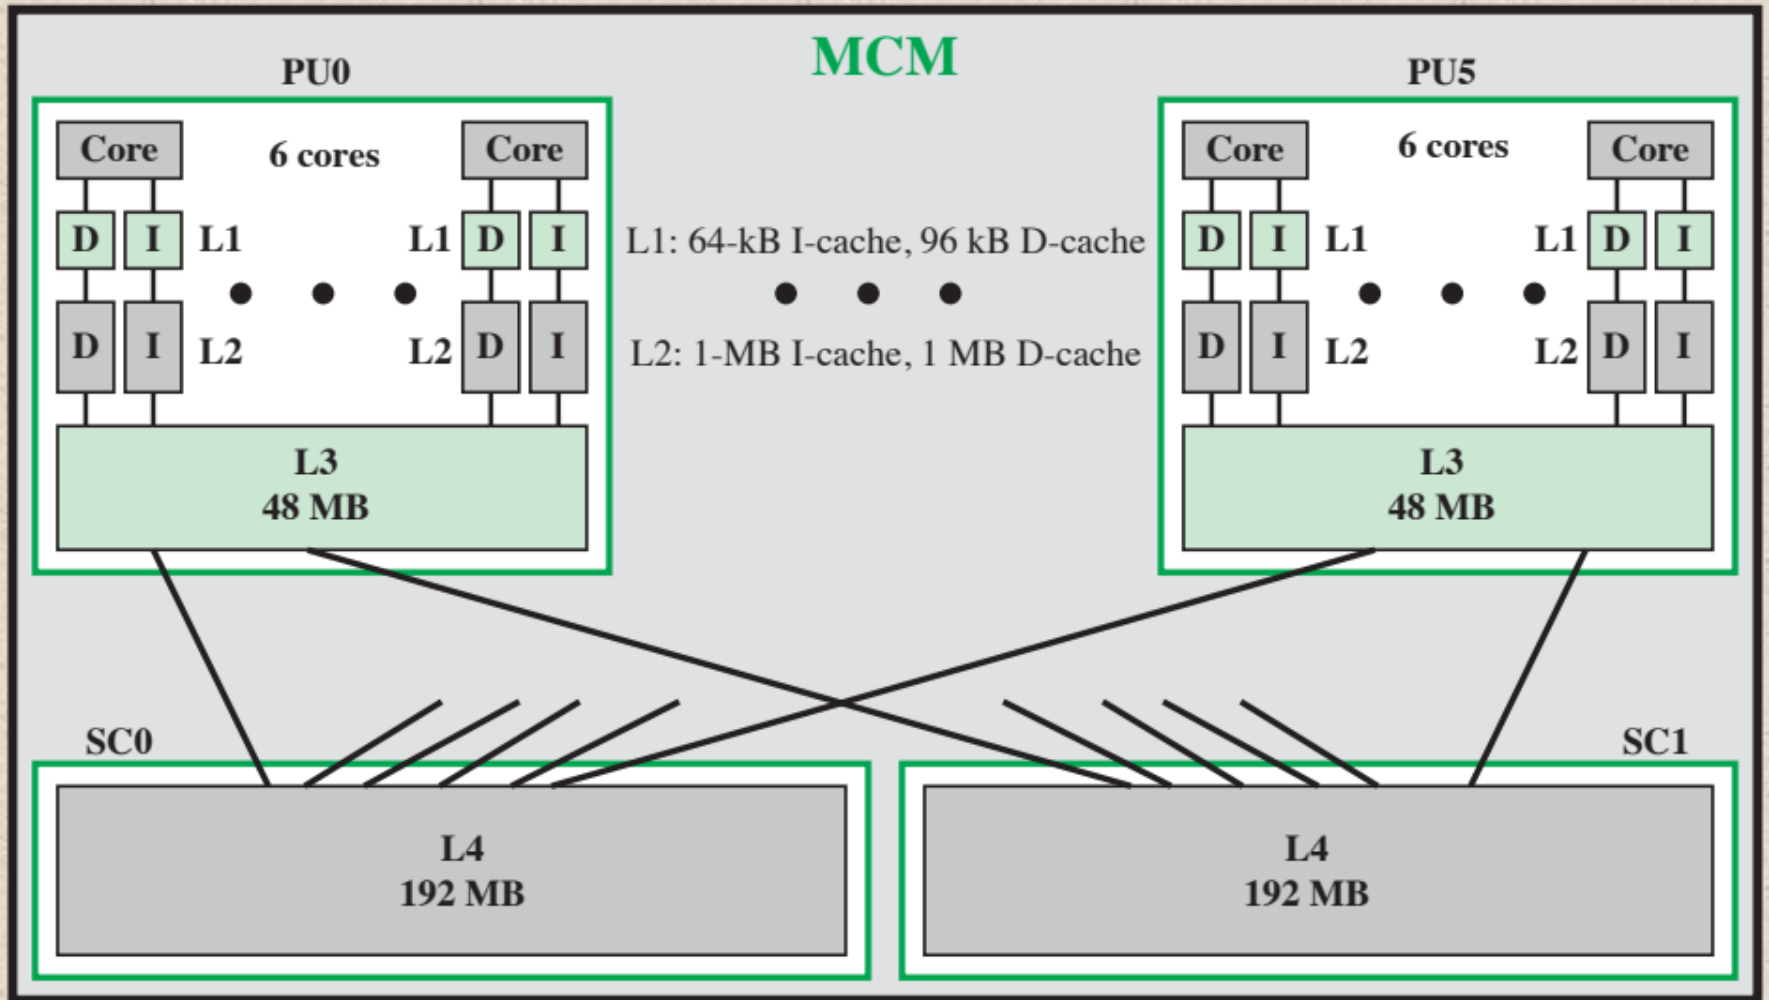 MCM
PU0
PU5
Core 6 cores Core
Core 6 cores Core
D I L1 L1 D I
L1: 64-kB I-cache, 96 kB D-cache
D I L1 L1 D I
D I L2 L2 D I
L2: 1-MB I-cache, 1 MB D-cache
D I L2 L2 D I
L3
48 MB
L3
48 MB
SC0
SC1
L4
192 MB
L4
192 MB